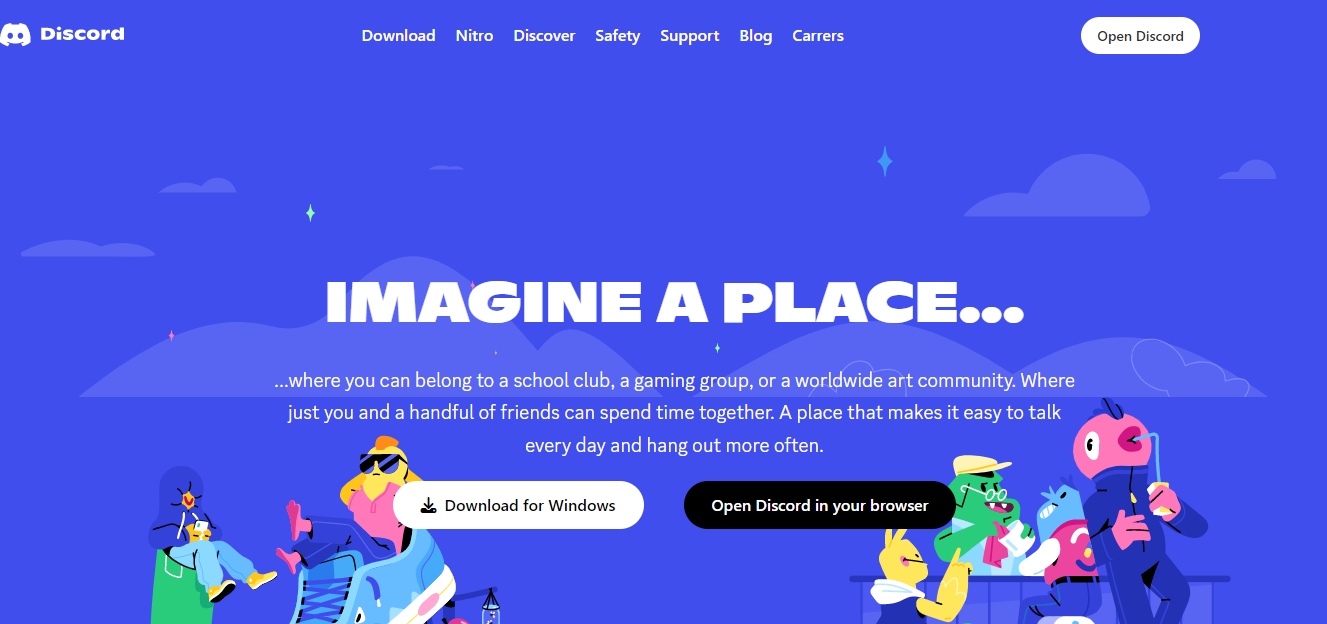 Discord
Download Nitro Discover Safety Support Blog Carrers
Open Discord
IMAGINE A PLACE...
...where you can belong to a school club, a gaming group, or a worldwide art community. Where
just you and a handful of friends can spend time together. A place that makes it easy to talk
every day and hang out more often.
Download for Windows
Open Discord in your browser